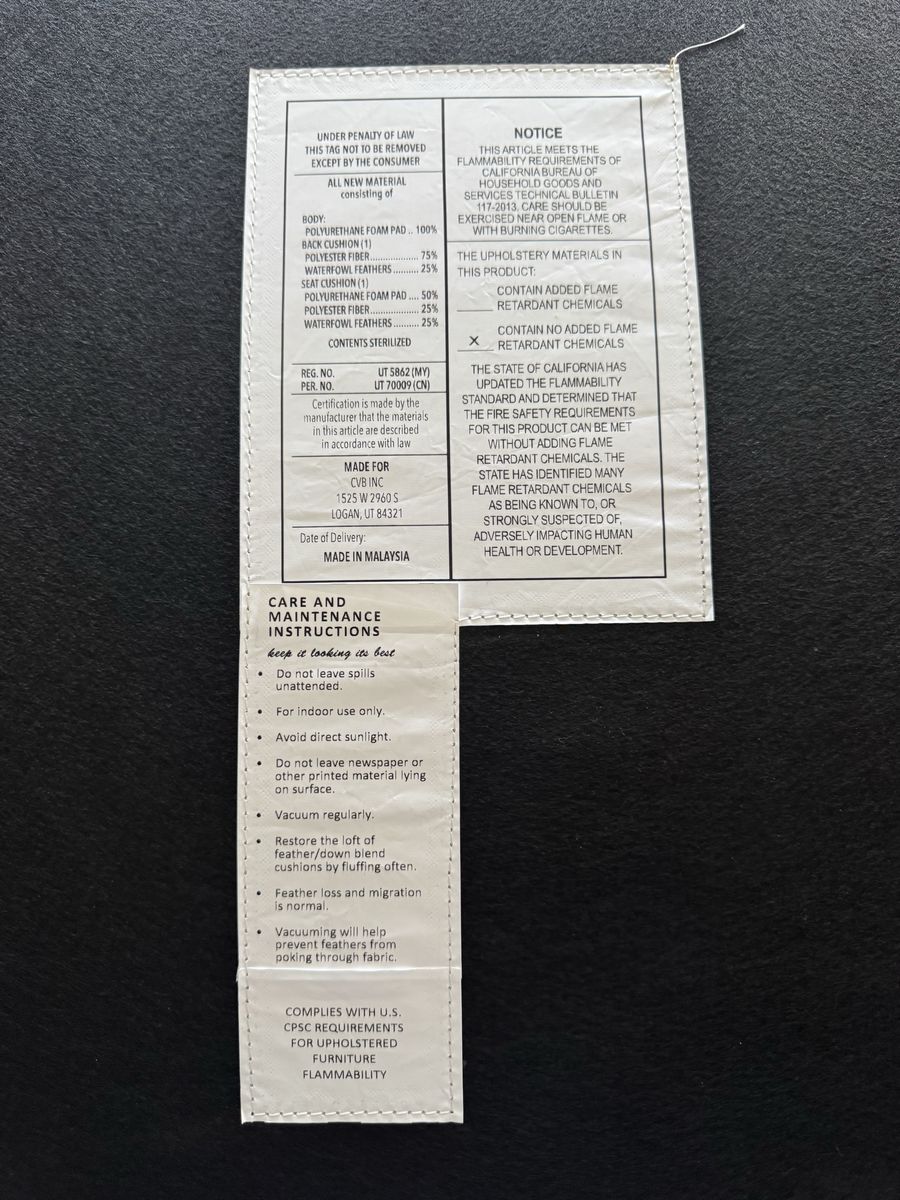 UNDER PENALTY OF LAW
THIS TAG NOT TO BE REMOVED
EXCEPT BY THE CONSUMER
ALL NEW MATERIAL
consisting of
BODY:
POLYURETHANE FOAM PAD .. 100%
BACK CUSHION (1)
POLYESTER FIBER................. 75%
WATERFOWL FEATHERS.......... 25%
SEAT CUSHION (1)
POLYURETHANE FOAM PAD .... 50%
POLYESTER FIBER................. 25%
WATERFOWL FEATHERS.......... 25%
CONTENTS STERILIZED
REG. NO. UT 5862 (MY)
PER. NO. UT 70009 (CN)
Certification is made by the
manufacturer that the materials
in this article are described
in accordance with law
MADE FOR
CVB INC
1525 W 2960 S
LOGAN, UT 84321
Date of Delivery:
MADE IN MALAYSIA
NOTICE
THIS ARTICLE MEETS THE
FLAMMABILITY REQUIREMENTS OF
CALIFORNIA BUREAU OF
HOUSEHOLD GOODS AND
SERVICES TECHNICAL BULLETIN
117-2013. CARE SHOULD BE
EXERCISED NEAR OPEN FLAME OR
WITH BURNING CIGARETTES.
THE UPHOLSTERY MATERIALS IN
THIS PRODUCT:
____ CONTAIN ADDED FLAME
RETARDANT CHEMICALS
X CONTAIN NO ADDED FLAME
RETARDANT CHEMICALS
THE STATE OF CALIFORNIA HAS
UPDATED THE FLAMMABILITY
STANDARD AND DETERMINED THAT
THE FIRE SAFETY REQUIREMENTS
FOR THIS PRODUCT CAN BE MET
WITHOUT ADDING FLAME
RETARDANT CHEMICALS. THE
STATE HAS IDENTIFIED MANY
FLAME RETARDANT CHEMICALS
AS BEING KNOWN TO, OR
STRONGLY SUSPECTED OF,
ADVERSELY IMPACTING HUMAN
HEALTH OR DEVELOPMENT.
CARE AND
MAINTENANCE
INSTRUCTIONS
keep it looking its best
• Do not leave spills
unattended.
• For indoor use only.
• Avoid direct sunlight.
• Do not leave newspaper or
other printed material lying
on surface.
• Vacuum regularly.
• Restore the loft of
feather/down blend
cushions by fluffing often.
• Feather loss and migration
is normal.
• Vacuuming will help
prevent feathers from
poking through fabric.
COMPLIES WITH U.S.
CPSC REQUIREMENTS
FOR UPHOLSTERED
FURNITURE
FLAMMABILITY